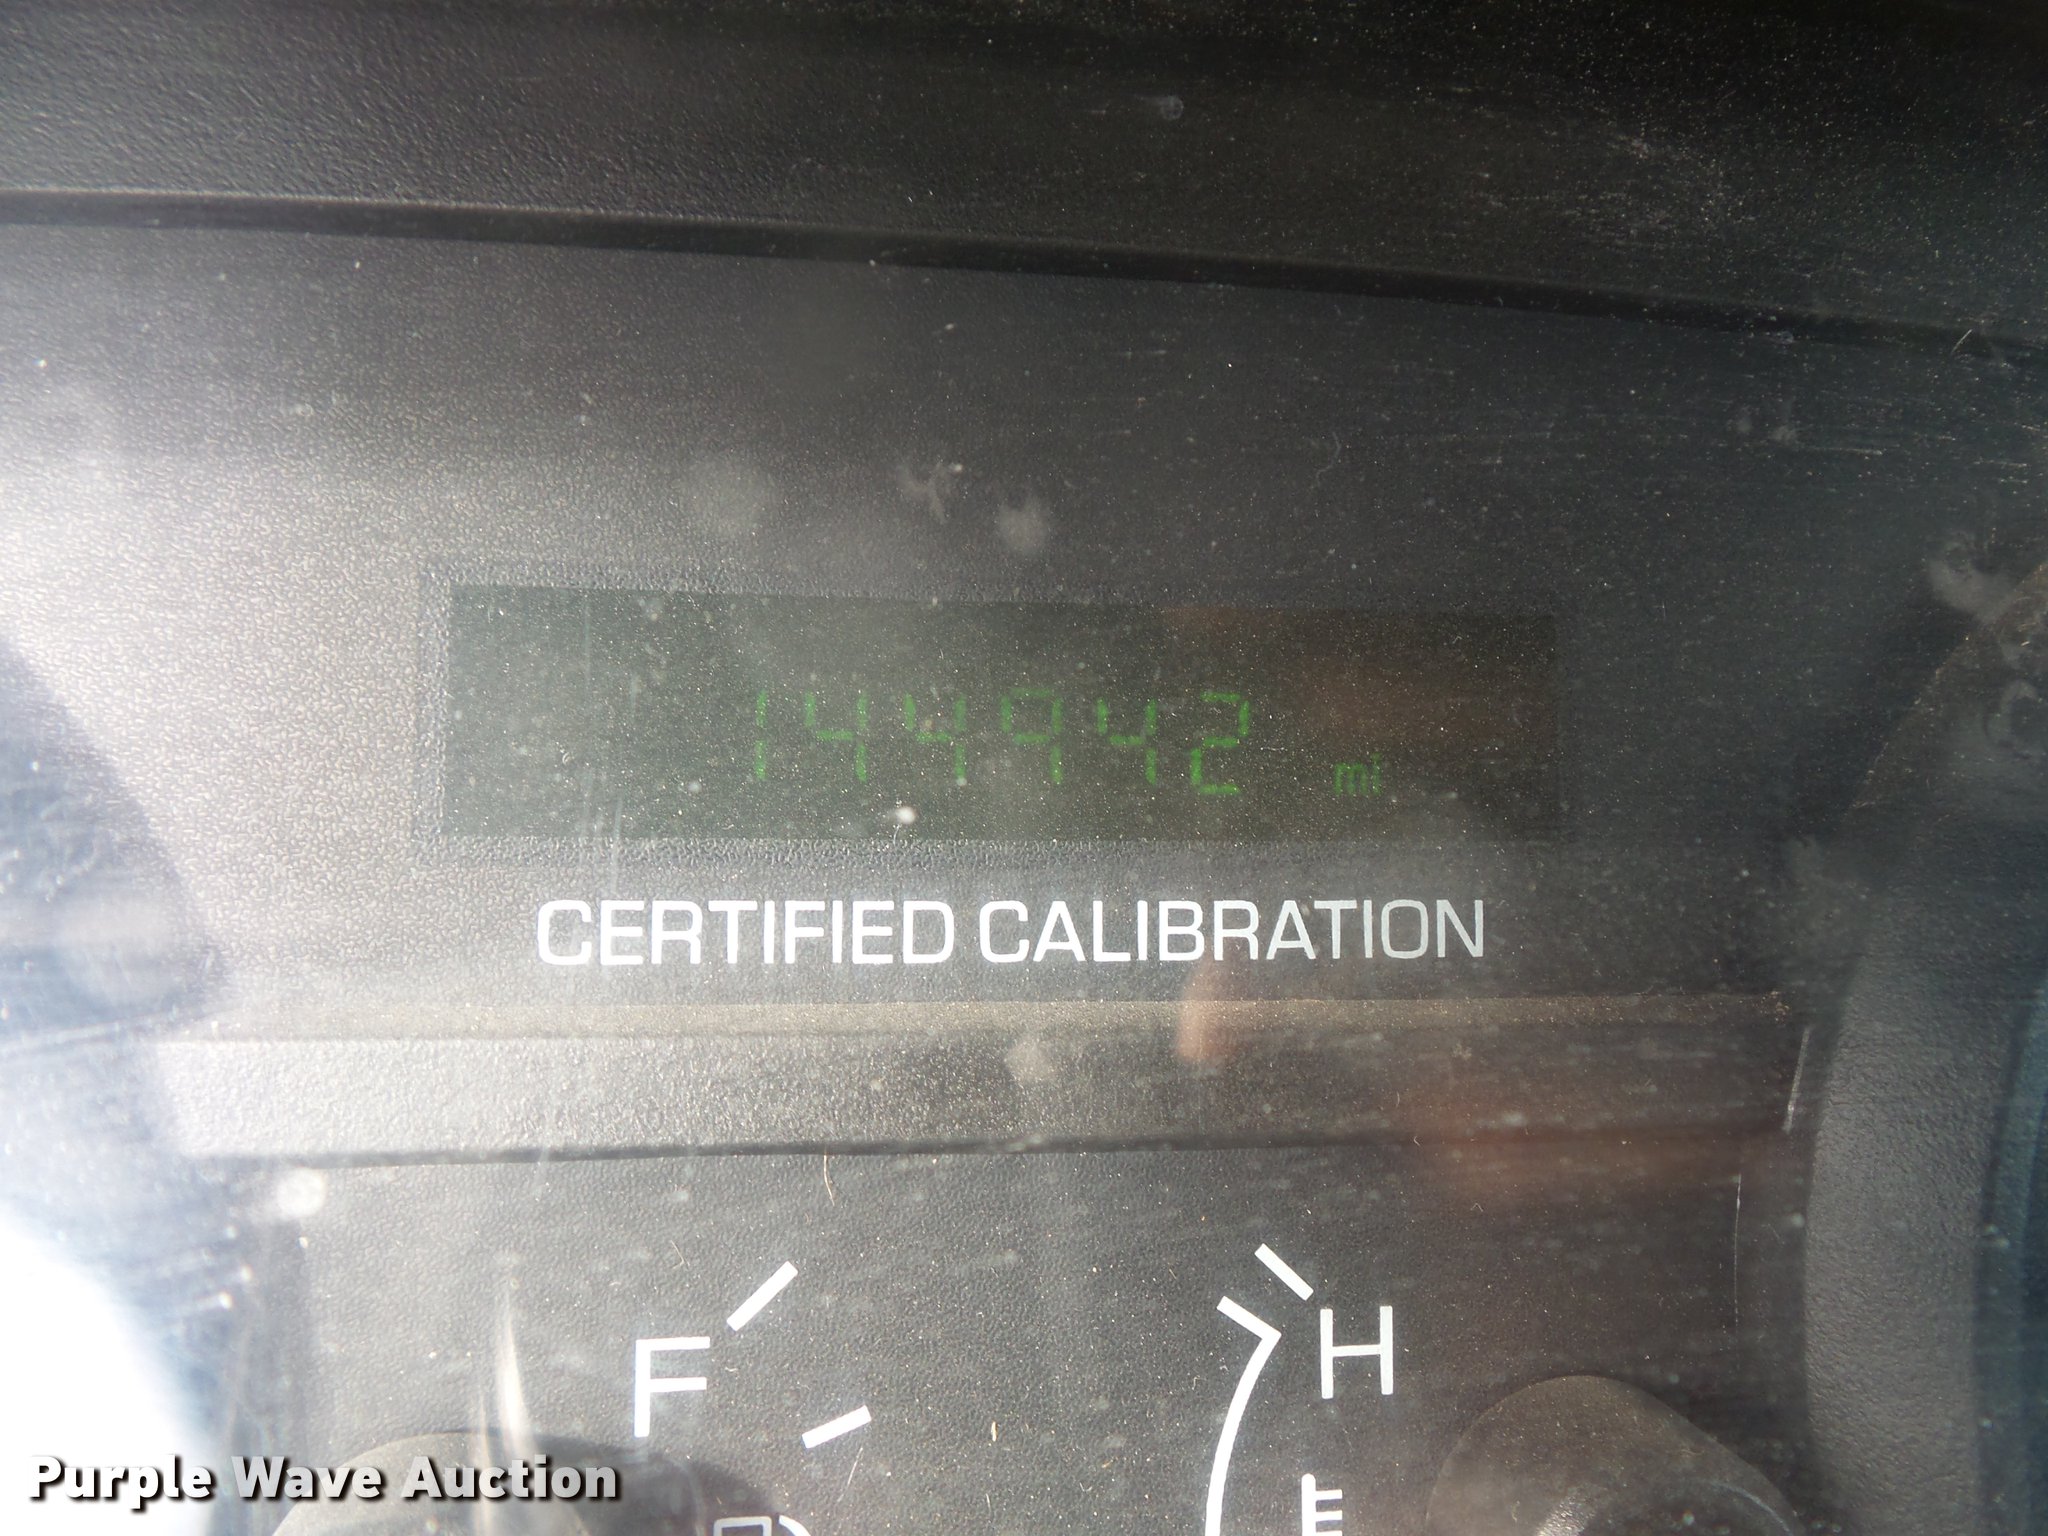 144942 mi
CERTIFIED CALIBRATION
F
H
Purple Wave Auction